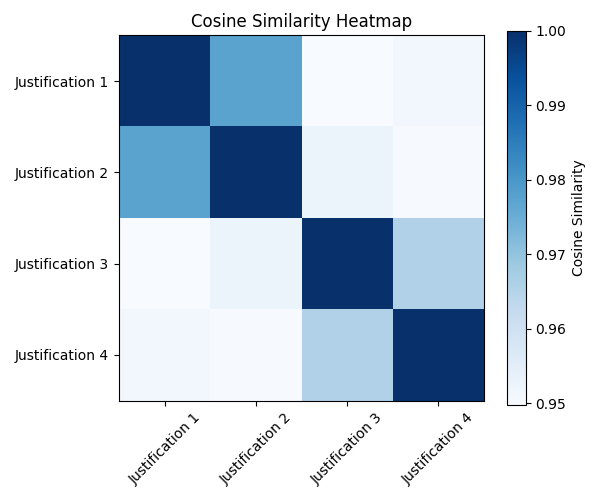 Cosine Similarity Heatmap
Justification 1
Justification 2
Justification 3
Justification 4
Justification 1
Justification 2
Justification 3
Justification 4
1.00
0.99
0.98
0.97
0.96
0.95
Cosine Similarity